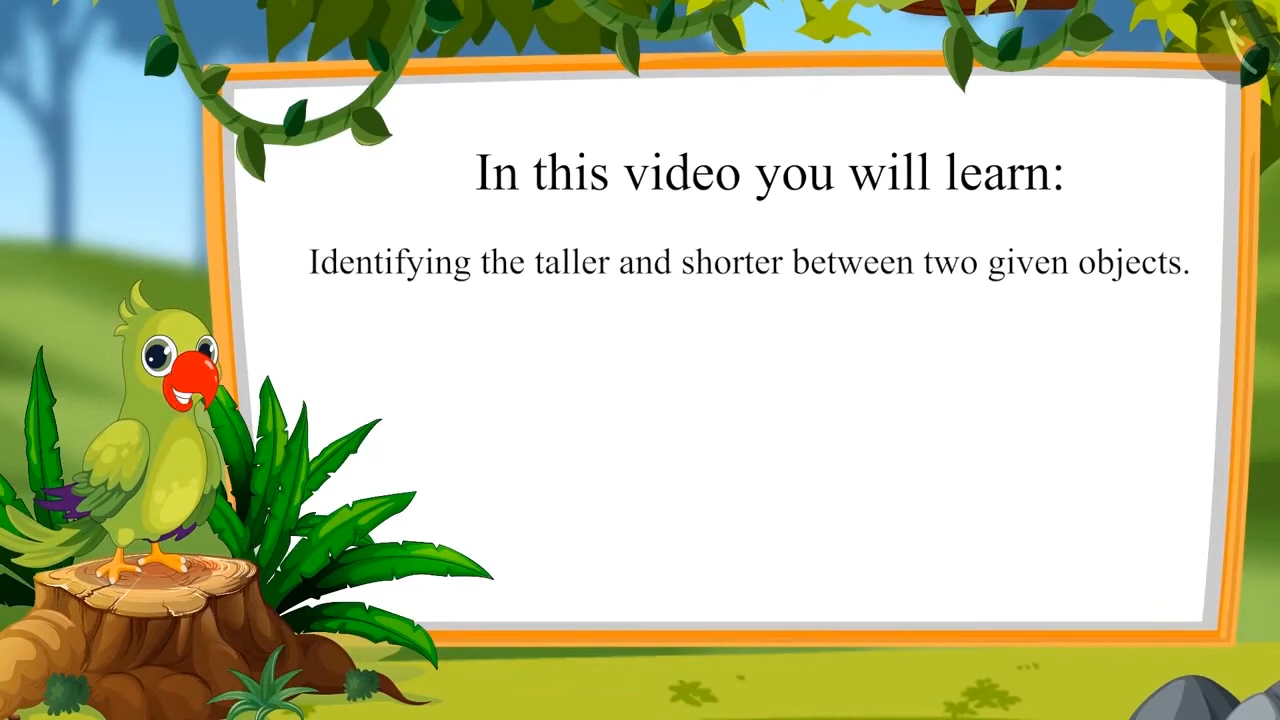 In this video you will learn:
Identifying the taller and shorter between two given objects.